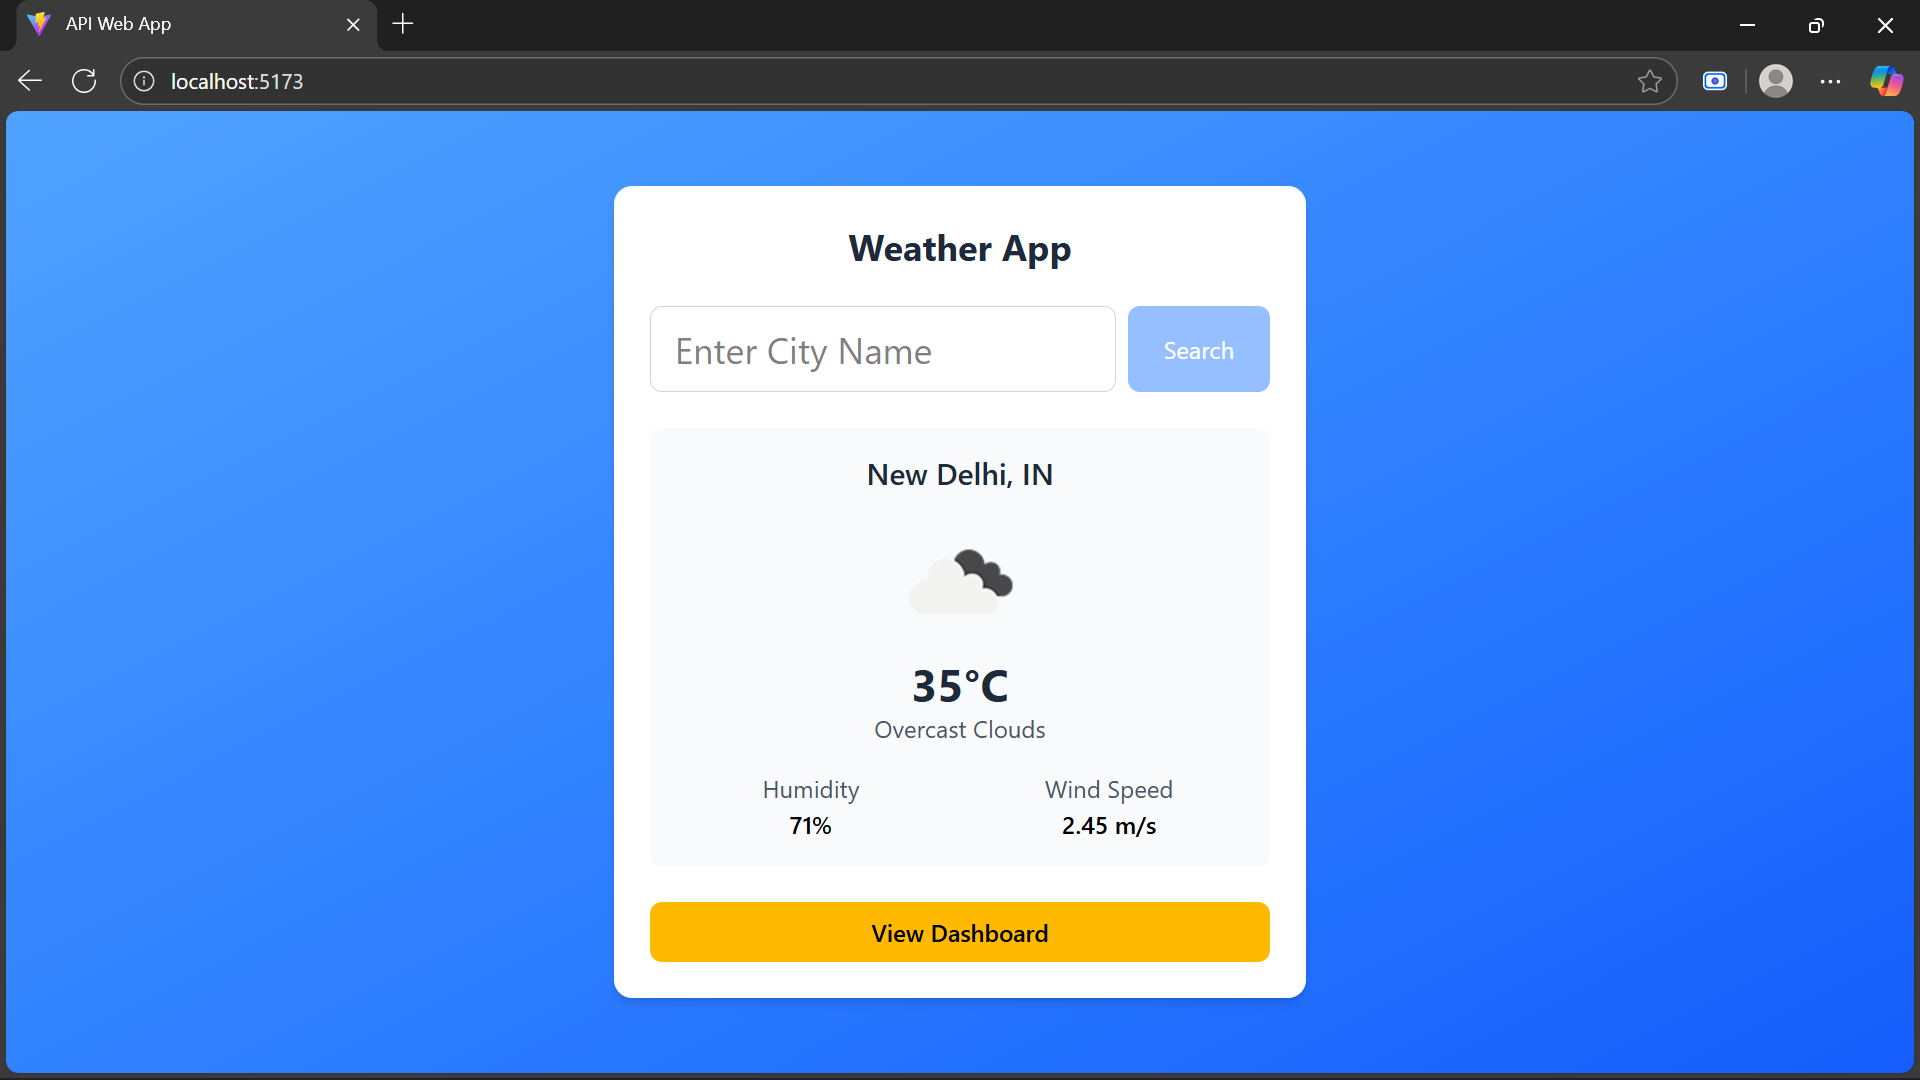 API Web App
localhost:5173
Weather App
Enter City Name
Search
New Delhi, IN
35°C
Overcast Clouds
Humidity
Wind Speed
71%
2.45 m/s
View Dashboard